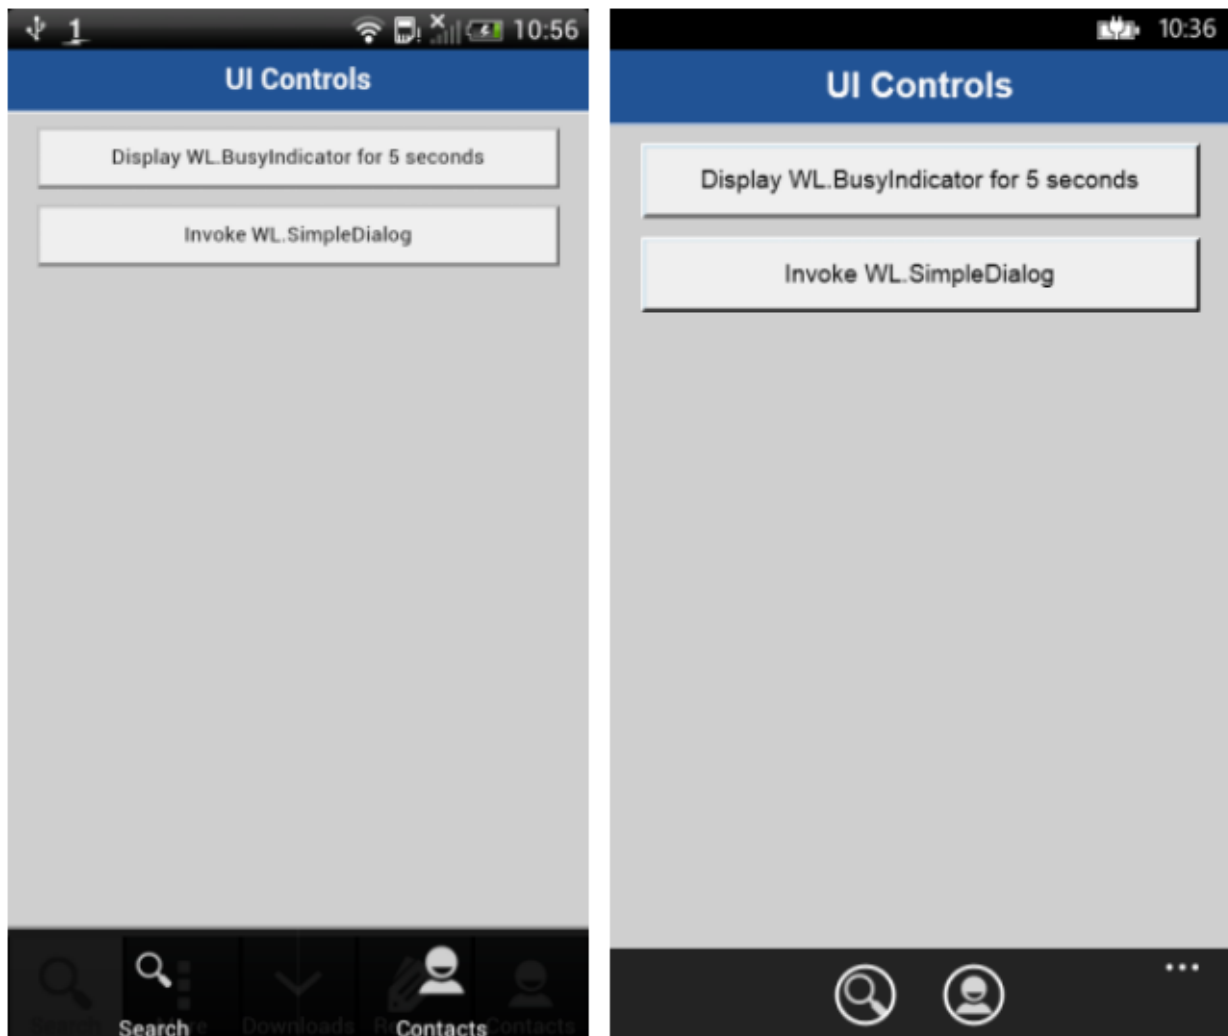 1 10:56
UI Controls
Display WL.BusyIndicator for 5 seconds
Invoke WL.SimpleDialog
Search More Downloads Contacts Contacts
10:36
UI Controls
Display WL.BusyIndicator for 5 seconds
Invoke WL.SimpleDialog